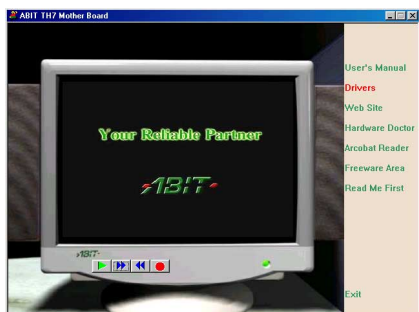 ABIT TH7 Mother Board
Your Reliable Partner
ABIT
ABIT
User's Manual
Drivers
Web Site
Hardware Doctor
Arcobat Reader
Freeware Area
Read Me First
Exit